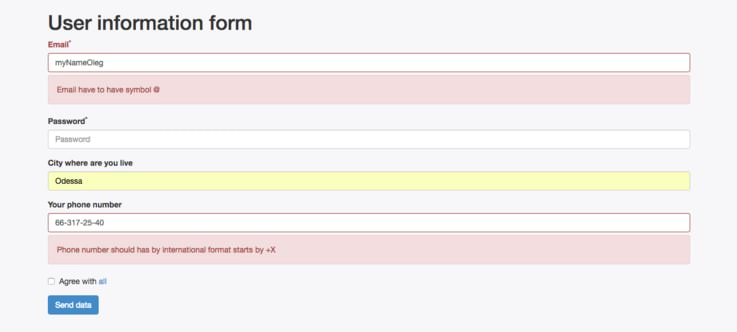 User information form
Email*
myNameOleg
Email have to have symbol @
Password*
Password
City where are you live
Odessa
Your phone number
66-317-25-40
Phone number should has by international format starts by +X
Agree with all
Send data